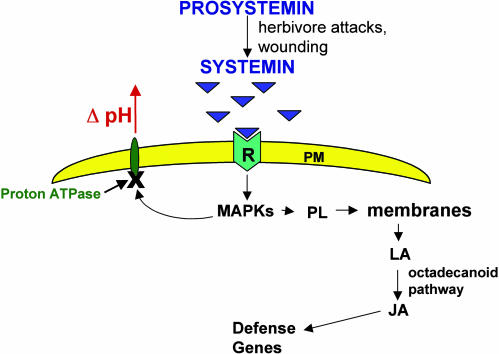 PROSYSTEMIN
herbivore attacks,
wounding
SYSTEMIN
Δ pH
R
PM
Proton ATPase
X
MAPKs
PL
membranes
LA
octadecanoid
pathway
JA
Defense
Genes